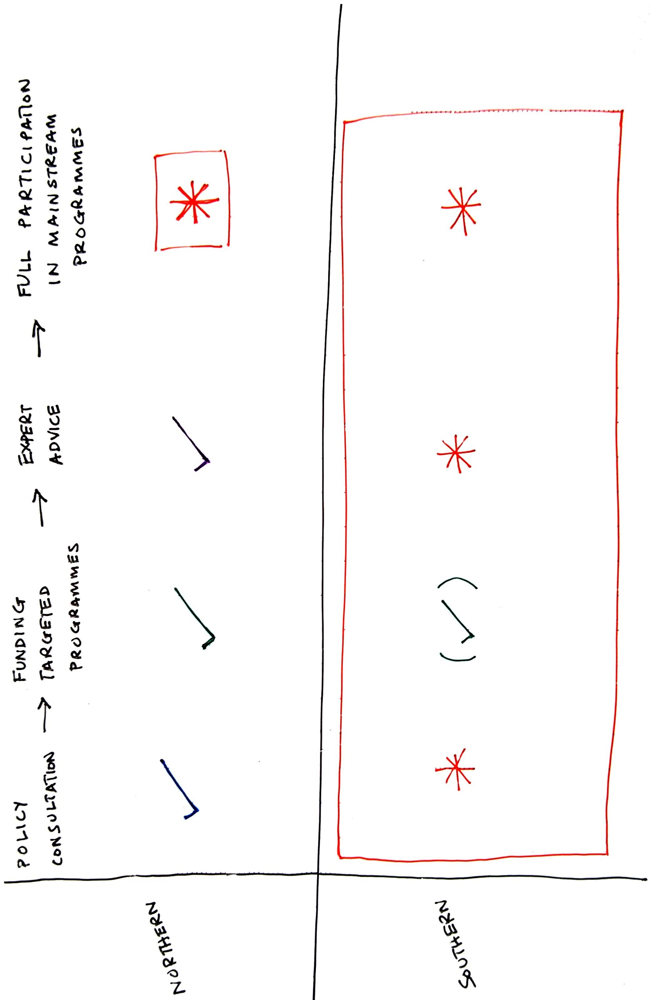 POLICY
CONSULTATION
→
FUNDING
TARGETED
PROGRAMMES
→
EXPERT
ADVICE
→
FULL PARTICIPATION
IN MAINSTREAM
PROGRAMMES
NORTHERN
✓ ✓ ✓ *
SOUTHERN
* (✓) * *